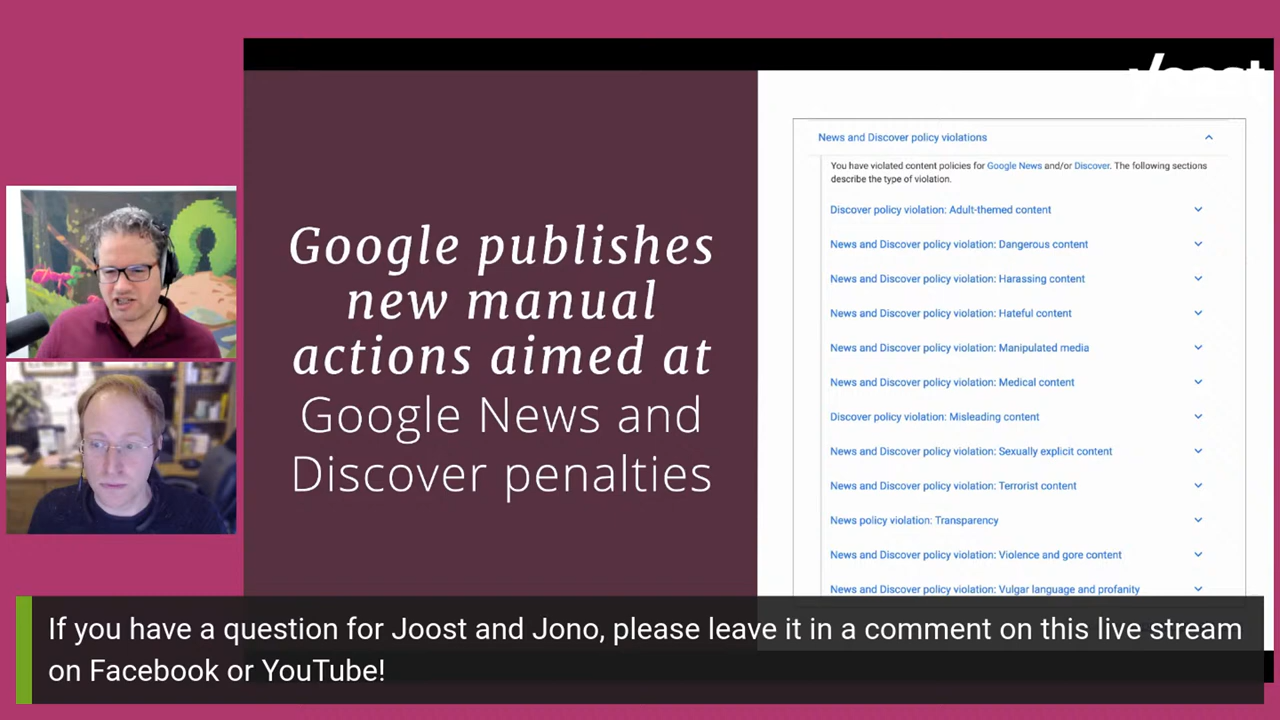 yoast
Google publishes
new manual
actions aimed at
Google News and
Discover penalties
News and Discover policy violations
You have violated content policies for Google News and/or Discover. The following sections
describe the type of violation.
Discover policy violation: Adult-themed content
News and Discover policy violation: Dangerous content
News and Discover policy violation: Harassing content
News and Discover policy violation: Hateful content
News and Discover policy violation: Manipulated media
News and Discover policy violation: Medical content
Discover policy violation: Misleading content
News and Discover policy violation: Sexually explicit content
News and Discover policy violation: Terrorist content
News policy violation: Transparency
News and Discover policy violation: Violence and gore content
News and Discover policy violation: Vulgar language and profanity
If you have a question for Joost and Jono, please leave it in a comment on this live stream
on Facebook or YouTube!